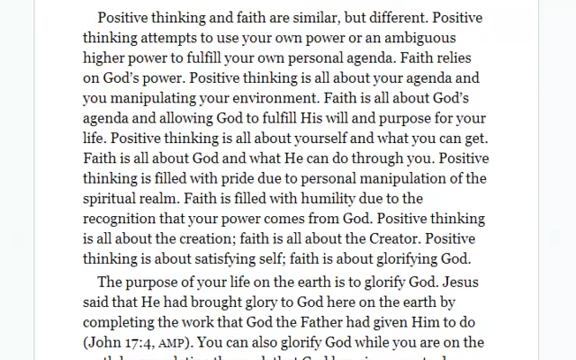 Positive thinking and faith are similar, but different. Positive
thinking attempts to use your own power or an ambiguous
higher power to fulfill your own personal agenda. Faith relies
on God's power. Positive thinking is all about your agenda and
you manipulating your environment. Faith is all about God's
agenda and allowing God to fulfill His will and purpose for your
life. Positive thinking is all about yourself and what you can get.
Faith is all about God and what He can do through you. Positive
thinking is filled with pride due to personal manipulation of the
spiritual realm. Faith is filled with humility due to the
recognition that your power comes from God. Positive thinking
is all about the creation; faith is all about the Creator. Positive
thinking is about satisfying self; faith is about glorifying God.
The purpose of your life on the earth is to glorify God. Jesus
said that He had brought glory to God here on the earth by
completing the work that God the Father had given Him to do
(John 17:4, AMP). You can also glorify God while you are on the